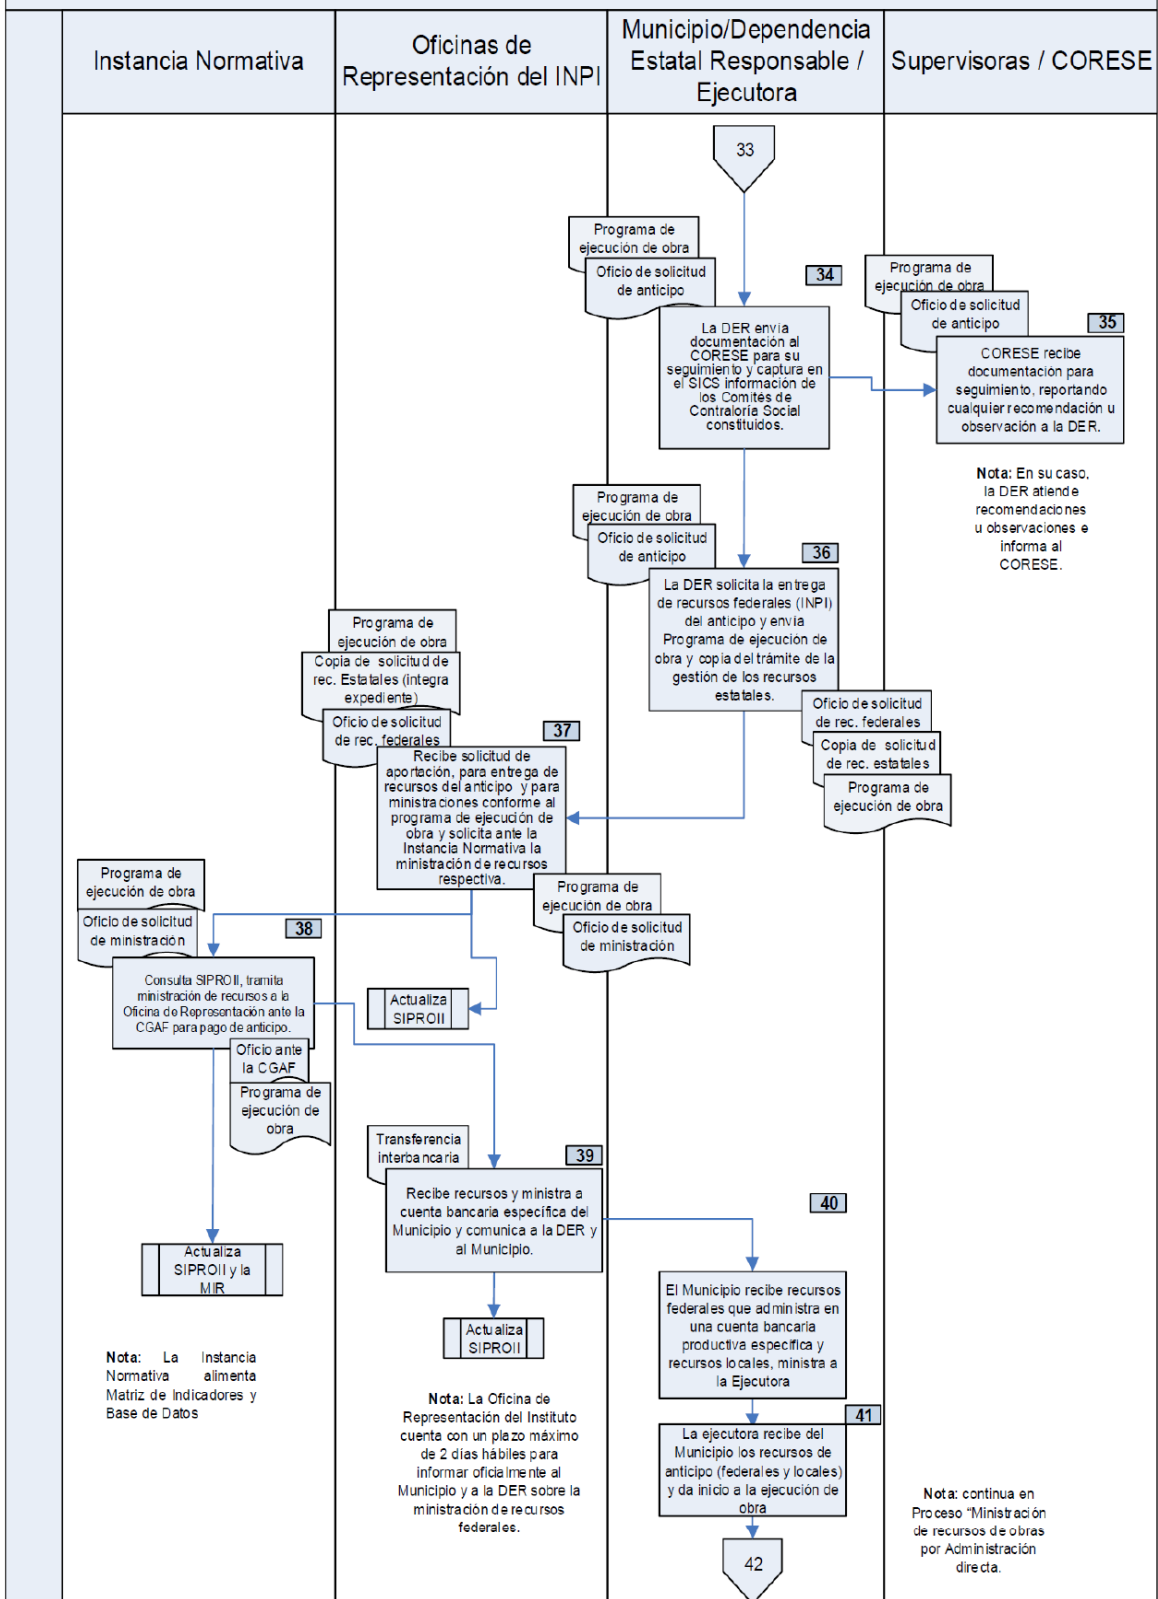 Instancia Normativa
Oficinas de
Representación del INPI
Municipio/Dependencia
Estatal Responsable /
Ejecutora
Supervisoras / CORESE
33
Programa de
ejecución de obra
Oficio de solicitud
de anticipo
34
La DER envía
documentación al
CORESE para su
seguimiento y captura en
el SICS información de
los Comités de
Contraloría Social
constituidos.
Programa de
ejecución de obra
Oficio de solicitud
de anticipo
35
CORESE recibe
documentación para
seguimiento, reportando
cualquier recomendación u
observación a la DER.
Nota: En su caso,
la DER atiende
recomendaciones
u observaciones e
informa al
CORESE.
Programa de
ejecución de obra
Oficio de solicitud
de anticipo
36
La DER solicita la entrega
de recursos federales (INPI)
del anticipo y envía
Programa de ejecución de
obra y copia del trámite de la
gestión de los recursos
estatales.
Oficio de solicitud
de rec. federales
Copia de solicitud
de rec. estatales
Programa de
ejecución de obra
Programa de
ejecución de obra
Copia de solicitud de
rec. Estatales (integra
expediente)
Oficio de solicitud
de rec. federales
37
Recibe solicitud de
aportación, para entrega de
recursos del anticipo y para
ministraciones conforme al
programa de ejecución de
obra y solicita ante la
Instancia Normativa la
ministración de recursos
respectiva.
Programa de
ejecución de obra
Oficio de solicitud
de ministración
Programa de
ejecución de obra
Oficio de solicitud
de ministración
38
Consulta SIPROII, tramita
ministración de recursos a la
Oficina de Representación ante la
CGAF para pago de anticipo.
Oficio ante
la CGAF
Programa de
ejecución de
obra
Actualiza
SIPROII
Transferencia
interbancaria
39
Recibe recursos y ministra a
cuenta bancaria específica del
Municipio y comunica a la DER y
al Municipio.
40
Actualiza
SIPROII y la
MIR
Actualiza
SIPROII
El Municipio recibe recursos
federales que administra en
una cuenta bancaria
productiva específica y
recursos locales, ministra a
la Ejecutora
Nota: La Instancia
Normativa alimenta
Matriz de Indicadores y
Base de Datos
Nota: La Oficina de
Representación del Instituto
cuenta con un plazo máximo
de 2 días hábiles para
informar oficialmente al
Municipio y a la DER sobre la
ministración de recursos
federales.
41
La ejecutora recibe del
Municipio los recursos de
anticipo (federales y locales)
y da inicio a la ejecución de
obra
Nota: continua en
Proceso “Ministración
de recursos de obras
por Administración
directa.
42